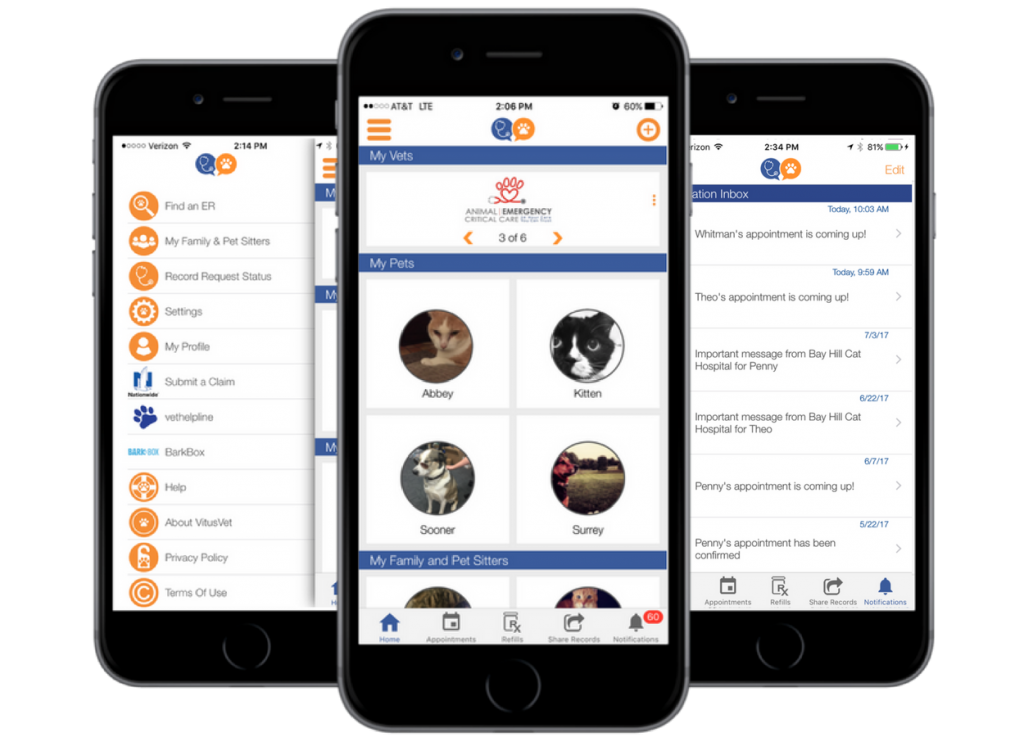 Verizon 2:14 PM
Find an ER
My Family & Pet Sitters
Record Request Status
Settings
My Profile
Nationwide
Submit a Claim
vethelpline
BARK BOX BarkBox
Help
About VitusVet
Privacy Policy
Terms Of Use
M
M
M
AT&T LTE 2:06 PM 60%
My Vets
ANIMAL EMERGENCY
CRITICAL CARE
3 of 6
My Pets
Abbey
Kitten
Sooner
Surrey
My Family and Pet Sitters
60
Home Appointments Refills Share Records Notifications
rizon 2:34 PM 81%
Edit
ation Inbox
Today, 10:03 AM
Whitman's appointment is coming up!
Today, 9:59 AM
Theo's appointment is coming up!
7/3/17
Important message from Bay Hill Cat
Hospital for Penny
6/22/17
Important message from Bay Hill Cat
Hospital for Theo
6/7/17
Penny's appointment is coming up!
5/22/17
Penny's appointment has been
confirmed
Appointments Refills Share Records Notifications